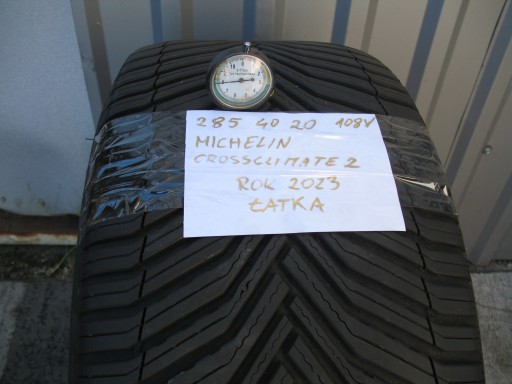 285 40 20 108V
MICHELIN
CROSSCLIMATE 2
ROK 2023
ŁATKA